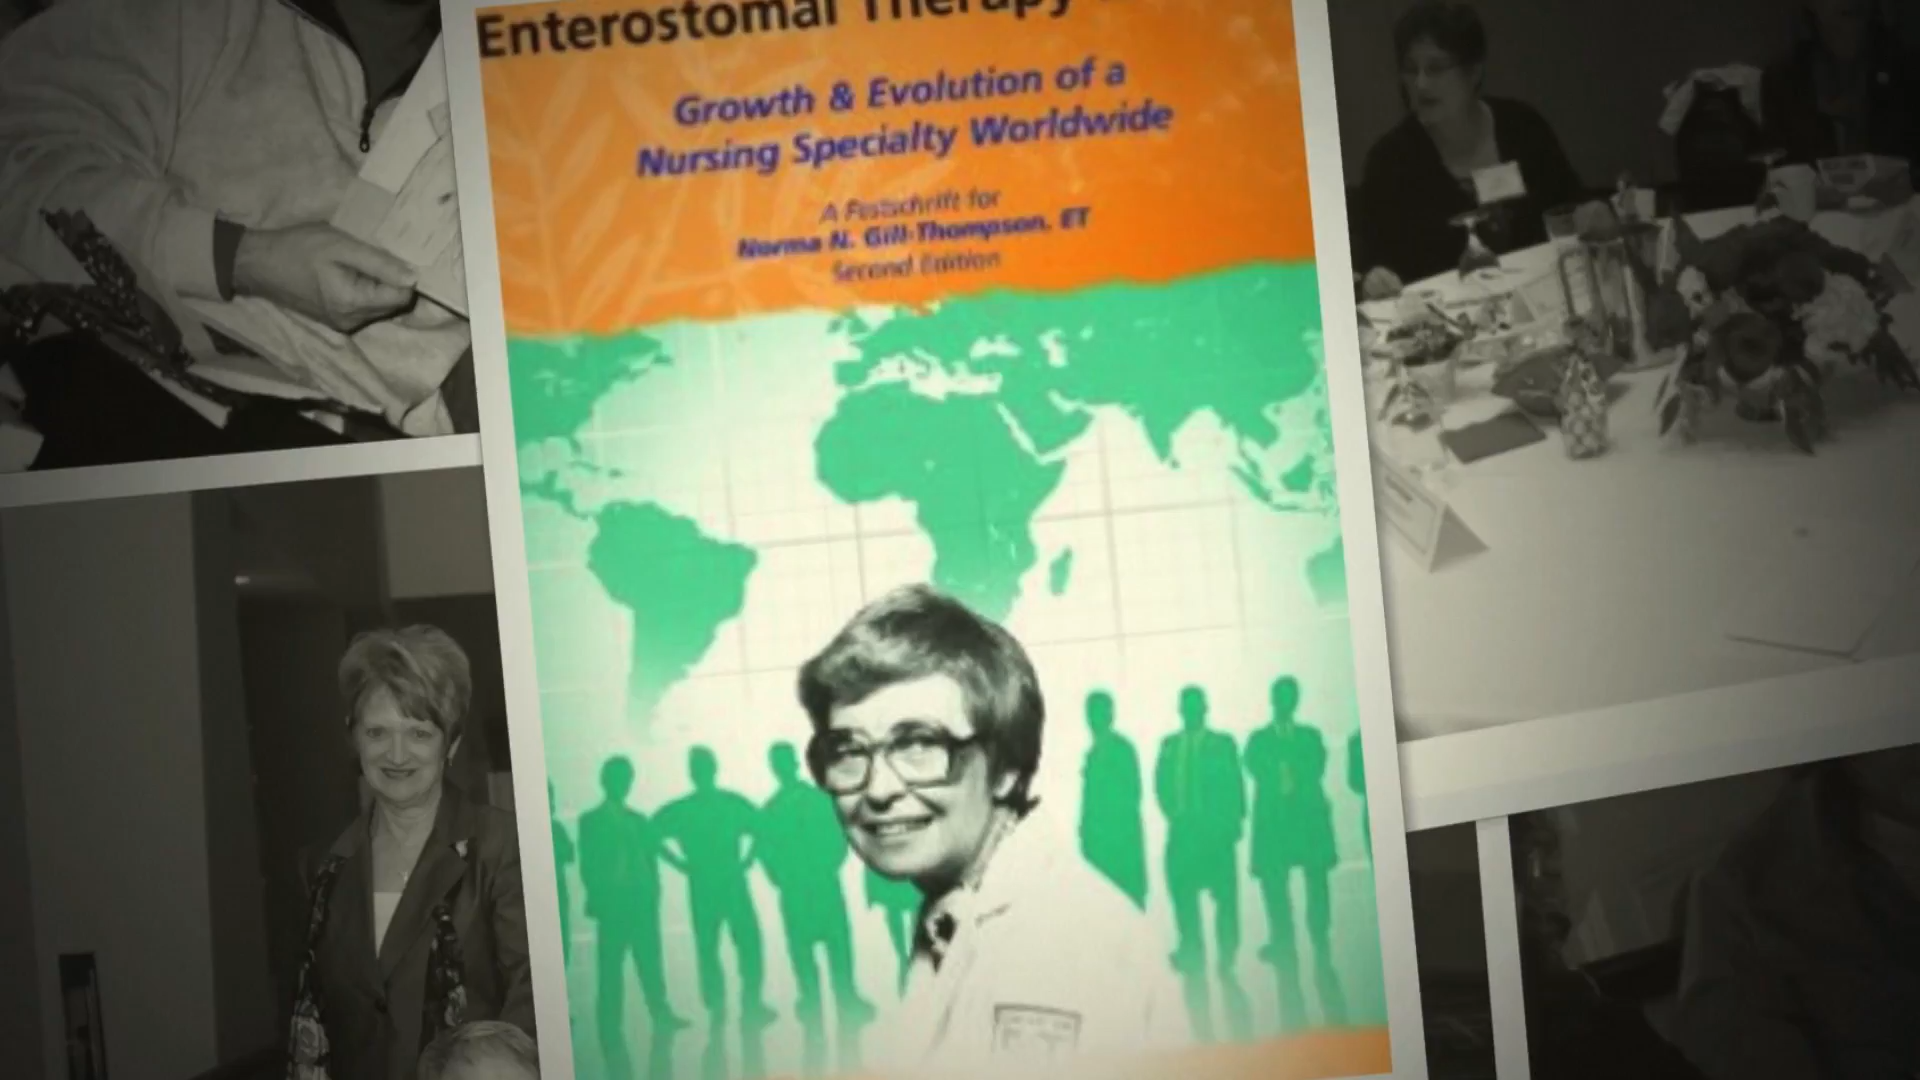 Enterostomal Therapy
Growth & Evolution of a
Nursing Specialty Worldwide
A Festschrift for
Norma N. Gill-Thompson, ET
Second Edition